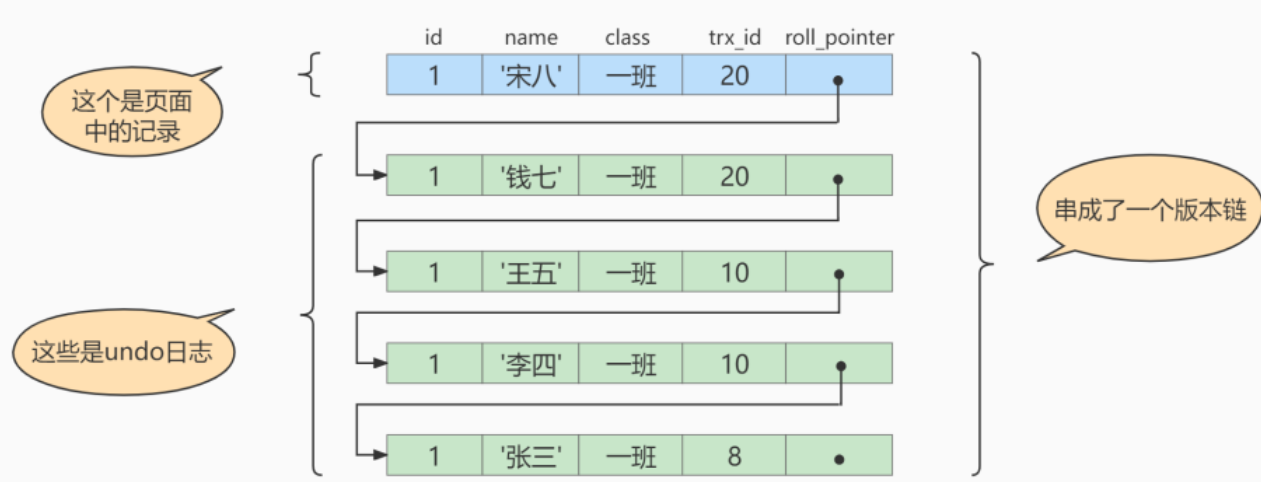 id name class trx_id roll_pointer
1 '宋八' 一班 20
这个是页面
中的记录
1 '钱七' 一班 20
串成了一个版本链
1 '王五' 一班 10
这些是undo日志
1 '李四' 一班 10
1 '张三' 一班 8